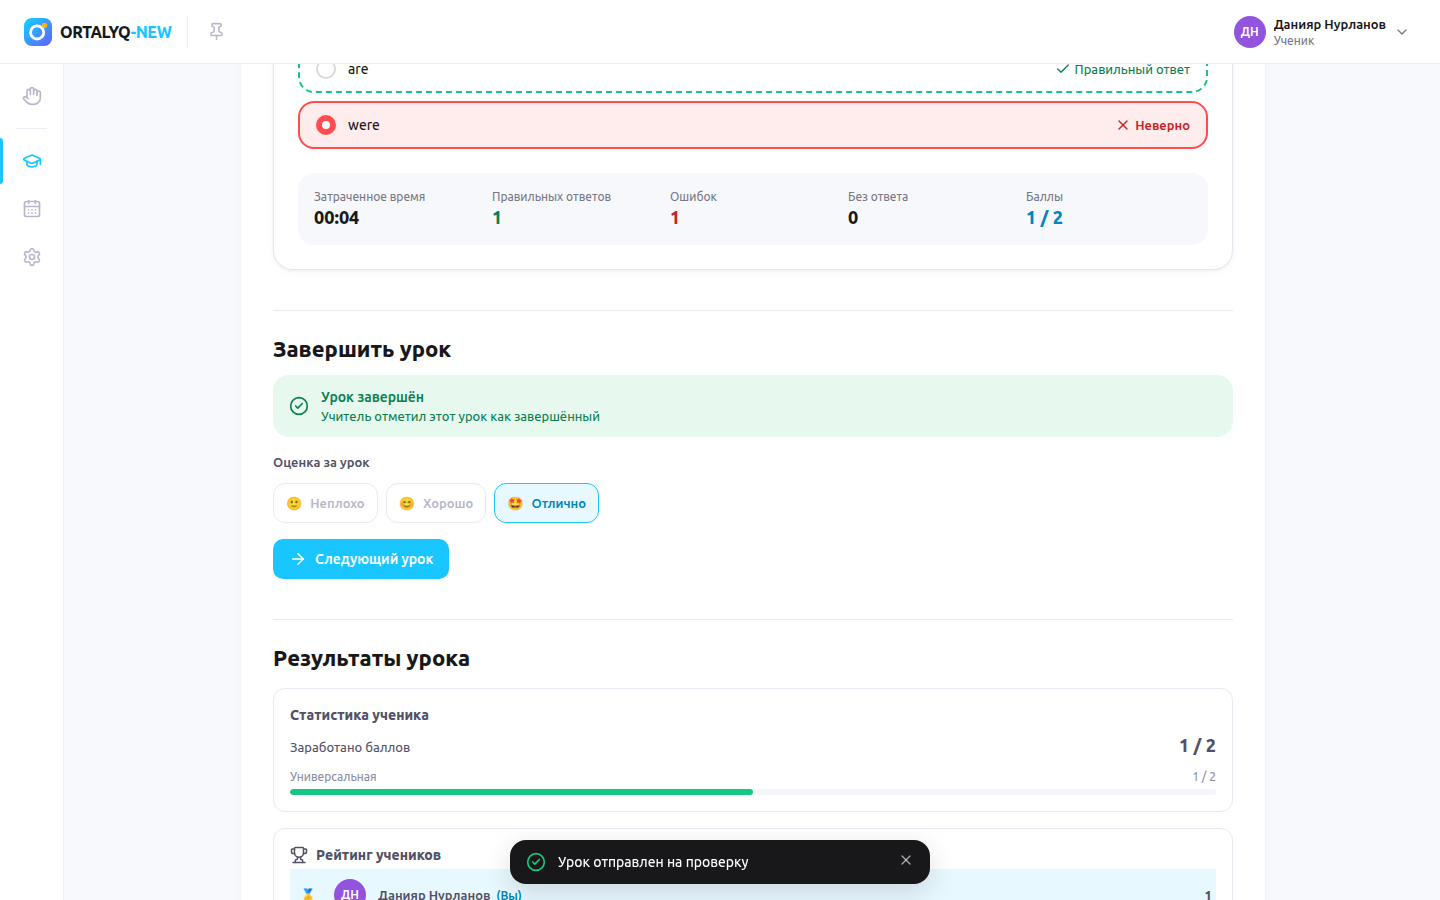 ORTALYQ-NEW
ДН
Данияр Нурланов
Ученик
are
Правильный ответ
were
Неверно
Затраченное время
Правильных ответов
Ошибок
Без ответа
Баллы
00:04
1
1
0
1 / 2
Завершить урок
Урок завершён
Учитель отметил этот урок как завершённый
Оценка за урок
Неплохо
Хорошо
Отлично
Следующий урок
Результаты урока
Статистика ученика
Заработано баллов
1 / 2
Универсальная
1 / 2
Рейтинг учеников
Урок отправлен на проверку
ДН
Данияр Нурланов (Вы)
1